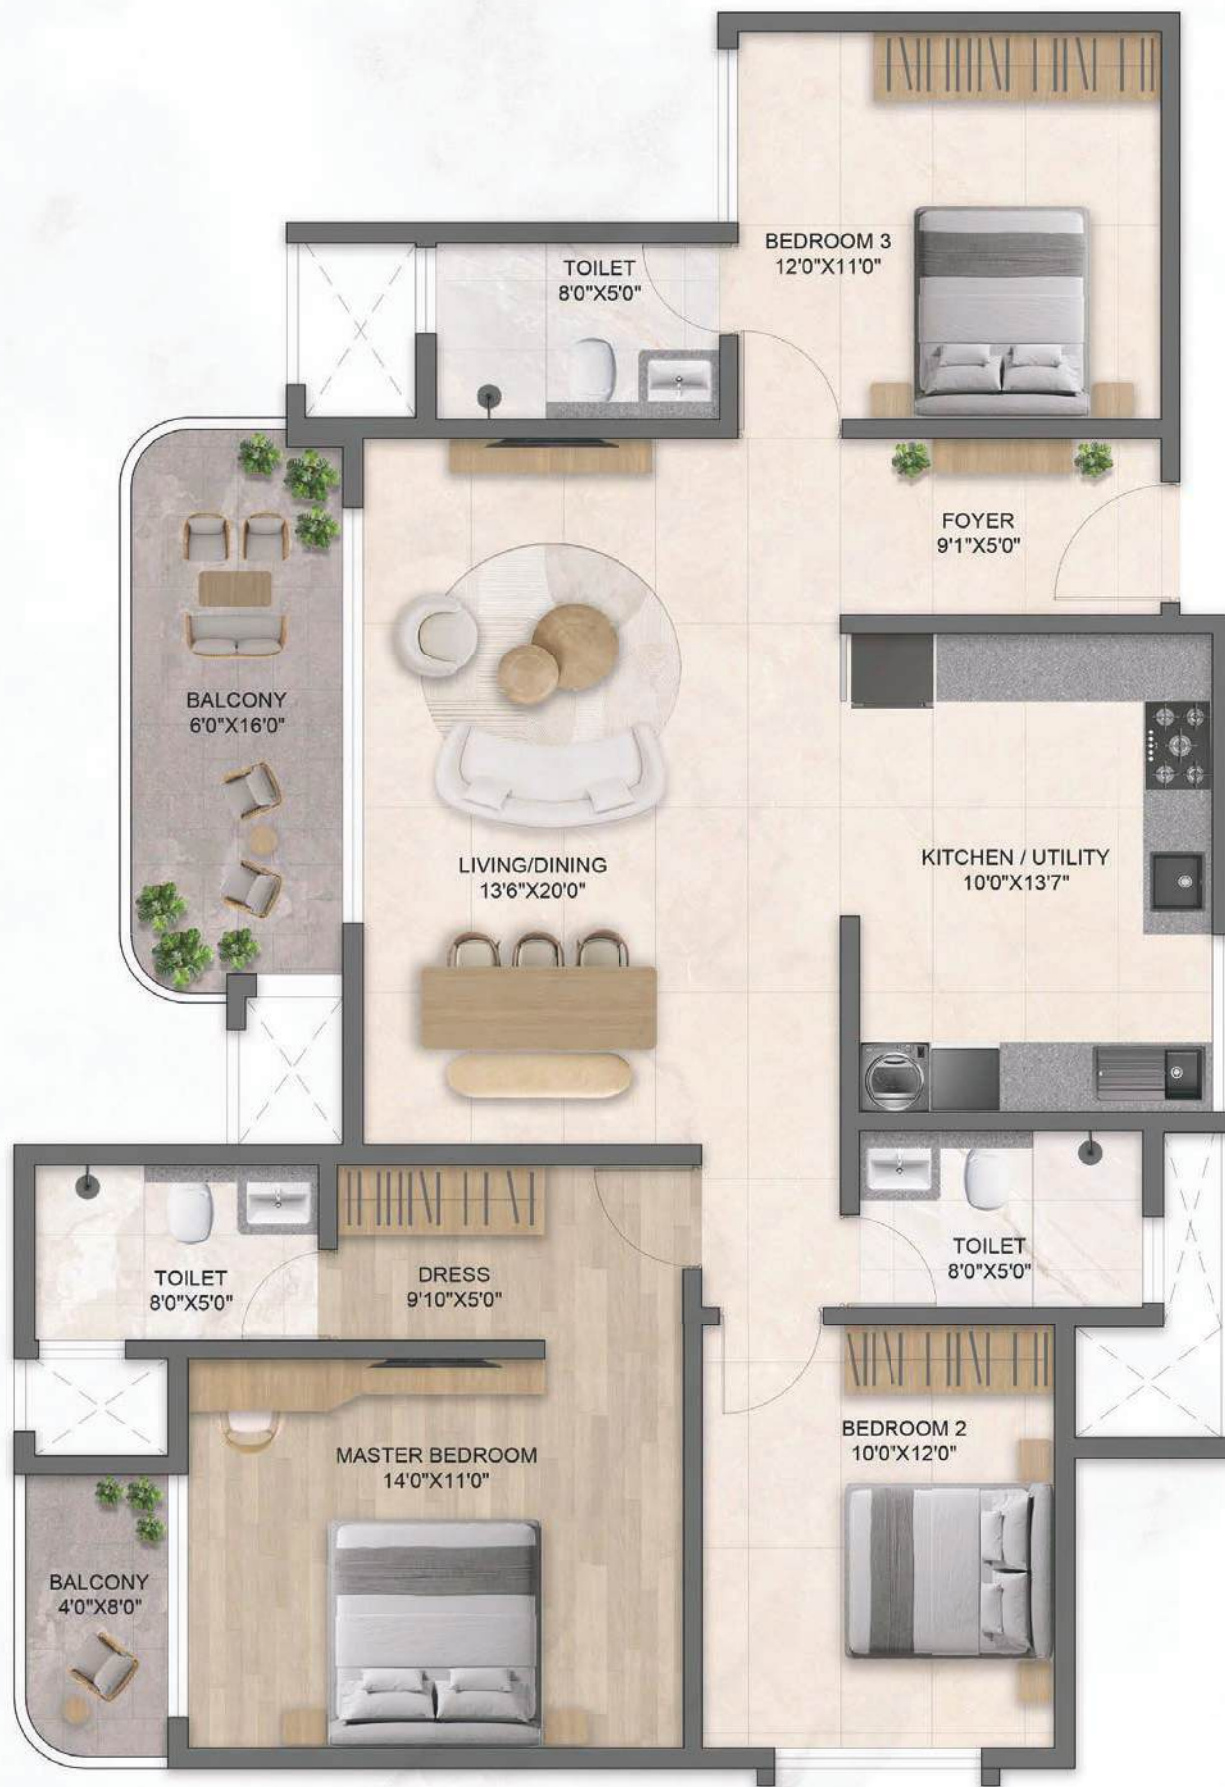 BEDROOM 3
12'0"X11'0"
TOILET
8'0"X5'0"
FOYER
9'1"X5'0"
BALCONY
6'0"X16'0"
LIVING/DINING
13'6"X20'0"
KITCHEN / UTILITY
10'0"X13'7"
TOILET
8'0"X5'0"
DRESS
9'10"X5'0"
TOILET
8'0"X5'0"
MASTER BEDROOM
14'0"X11'0"
BEDROOM 2
10'0"X12'0"
BALCONY
4'0"X8'0"